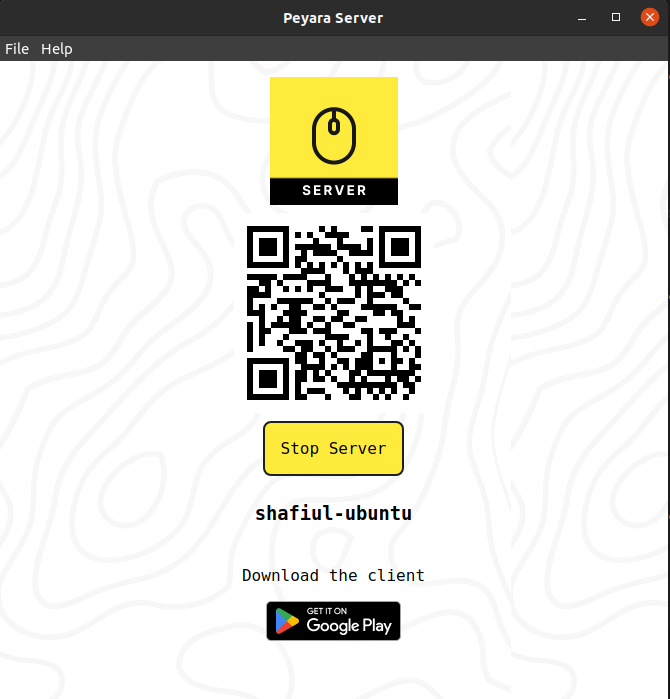 Peyara Server
File Help
SERVER
Stop Server
shafiul-ubuntu
Download the client
GET IT ON
Google Play